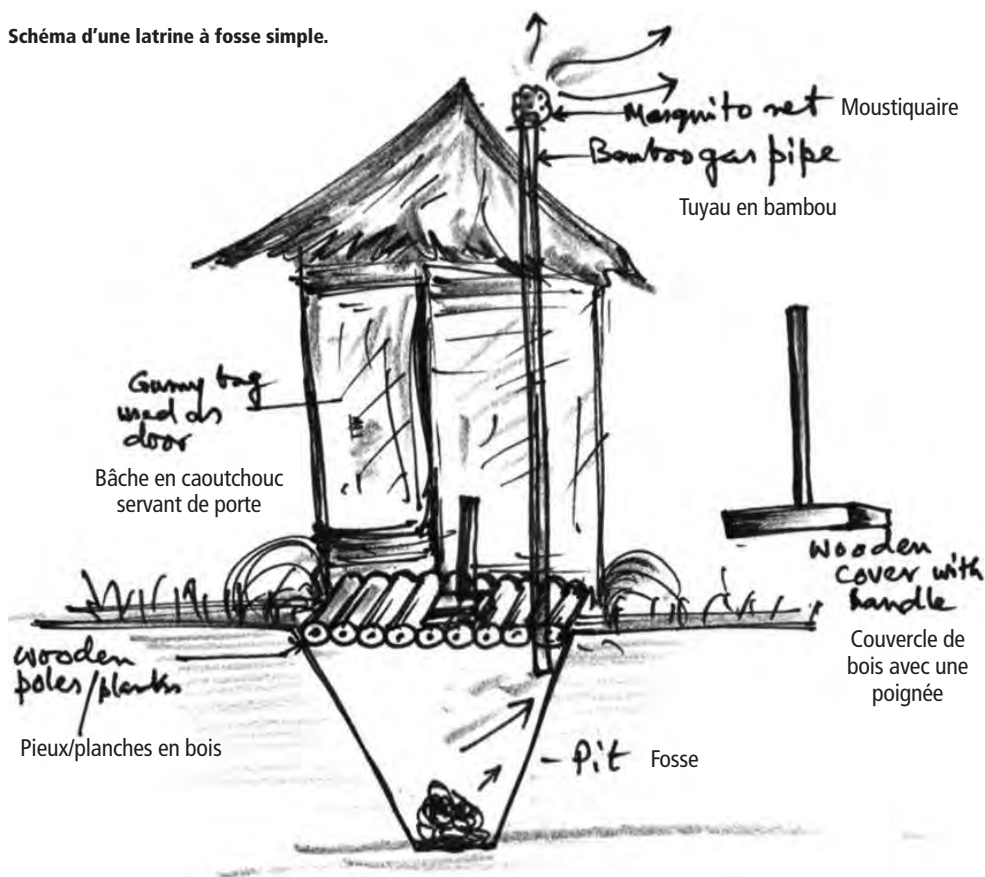 Schéma d'une latrine à fosse simple.
Mosquito net Moustiquaire
Bamboo gas pipe
Tuyau en bambou
Gunny bag
used as
door
Bâche en caoutchouc
servant de porte
wooden
cover with
handle
Couvercle de
bois avec une
poignée
wooden
poles/planks
Pieux/planches en bois
Pit Fosse